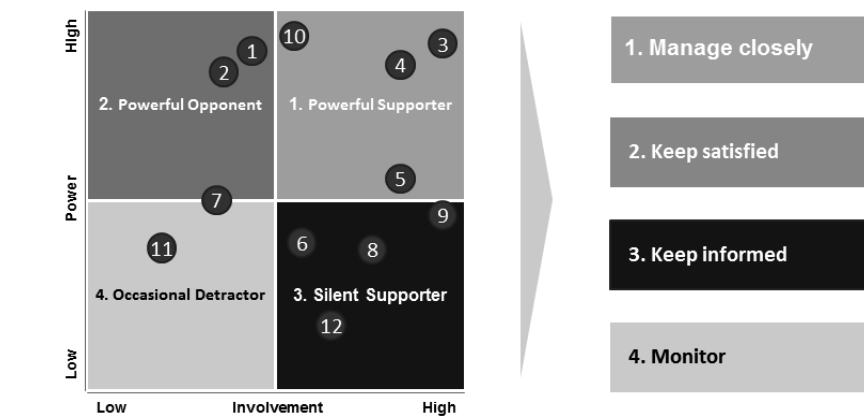 High
Power
Low
1
2
10
3
4
2. Powerful Opponent
1. Powerful Supporter
5
7
9
11
6
8
4. Occasional Detractor
3. Silent Supporter
12
Low
Involvement
High
1. Manage closely
2. Keep satisfied
3. Keep informed
4. Monitor